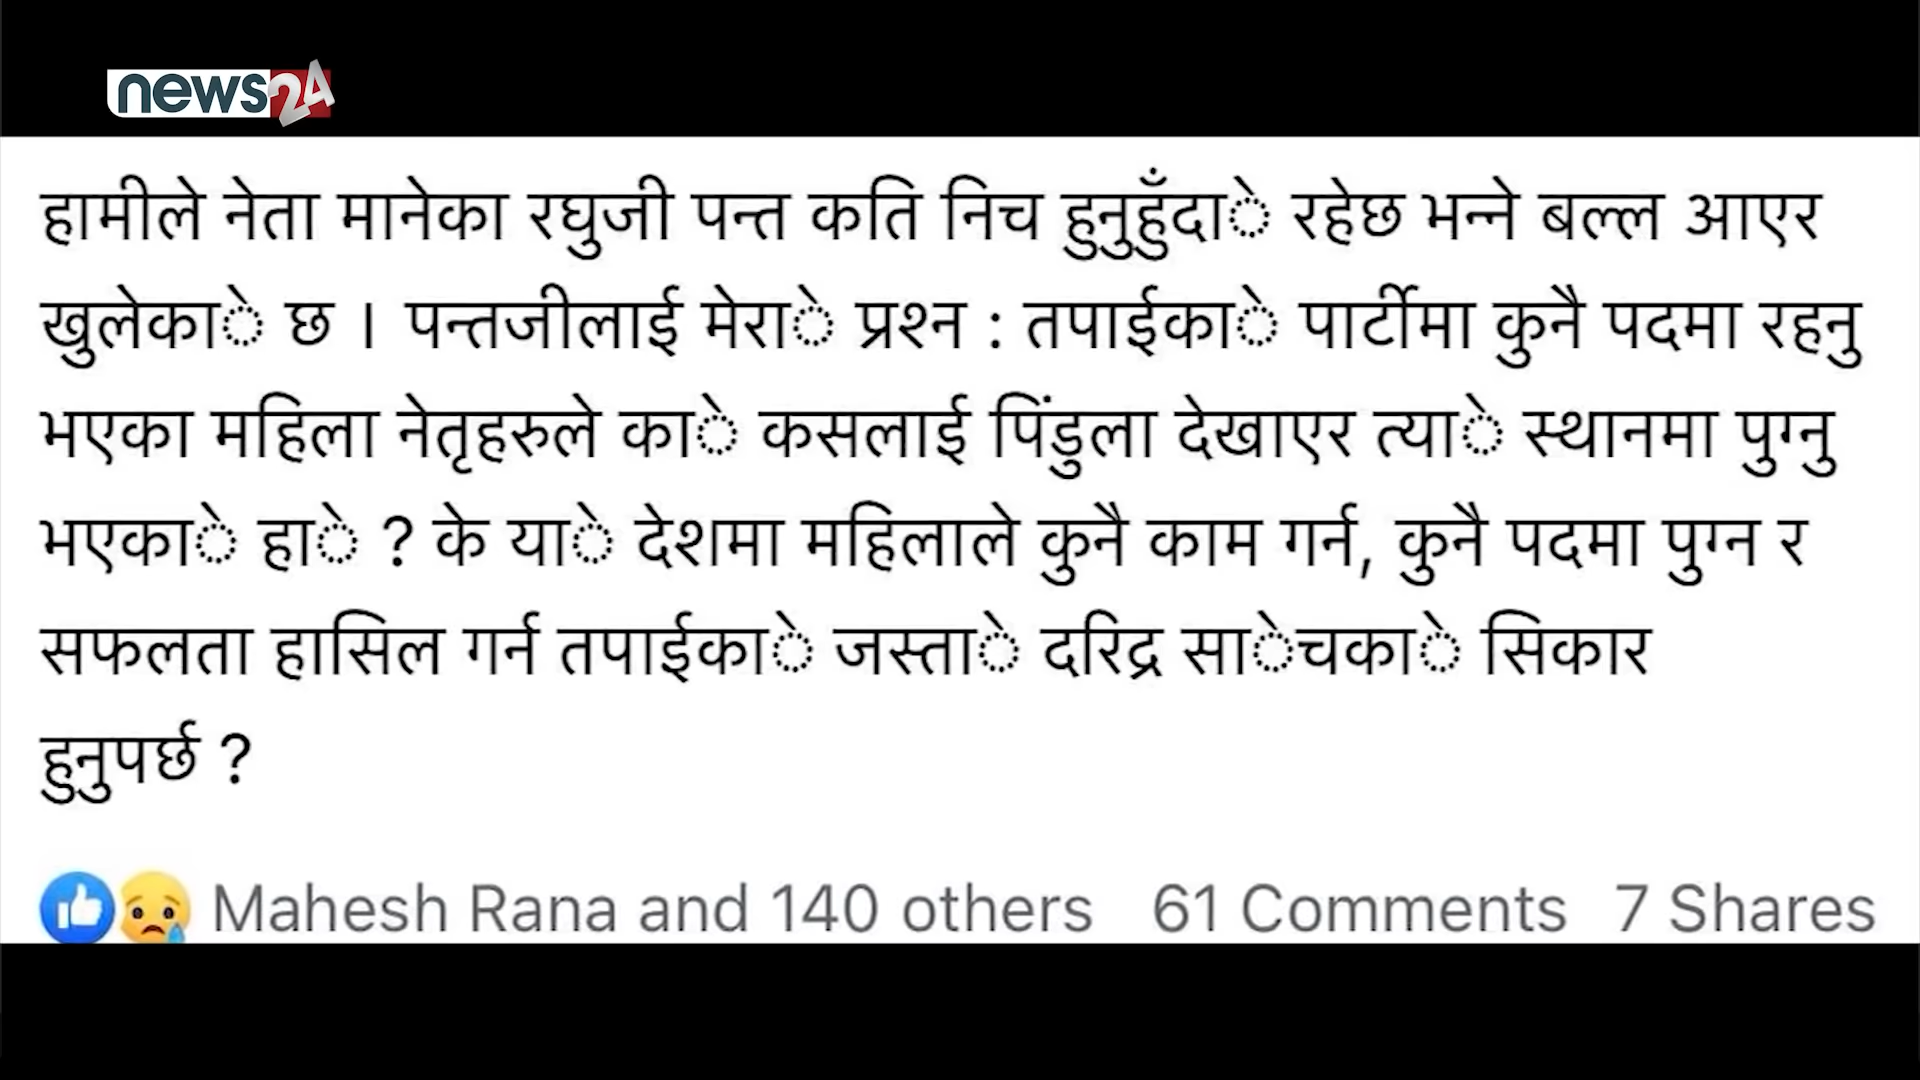 news24
हामीले नेता मानेका रघुजी पन्त कति निच हुनुहुँदाे रहेछ भन्ने बल्ल आएर
खुलेकाे छ । पन्तजीलाई मेराे प्रश्न : तपाईकाे पार्टीमा कुनै पदमा रहनु
भएका महिला नेतृहरुले काे कसलाई पिंडुला देखाएर त्याे स्थानमा पुग्नु
भएकाे हाे ? के याे देशमा महिलाले कुनै काम गर्न, कुनै पदमा पुग्न र
सफलता हासिल गर्न तपाईकाे जस्ताे दरिद्र साेचकाे सिकार
हुनुपर्छ ?
Mahesh Rana and 140 others 61 Comments 7 Shares